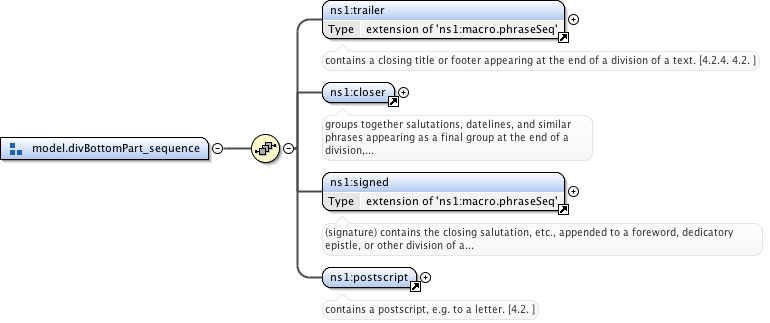 ns1:trailer
Type extension of 'ns1:macro.phraseSeq'
contains a closing title or footer appearing at the end of a division of a text. [4.2.4. 4.2. ]
ns1:closer
groups together salutations, datelines, and similar
phrases appearing as a final group at the end of a
division,...
model.divBottomPart_sequence
ns1:signed
Type extension of 'ns1:macro.phraseSeq'
(signature) contains the closing salutation, etc., appended to a foreword, dedicatory
epistle, or other division of a...
ns1:postscript
contains a postscript, e.g. to a letter. [4.2. ]